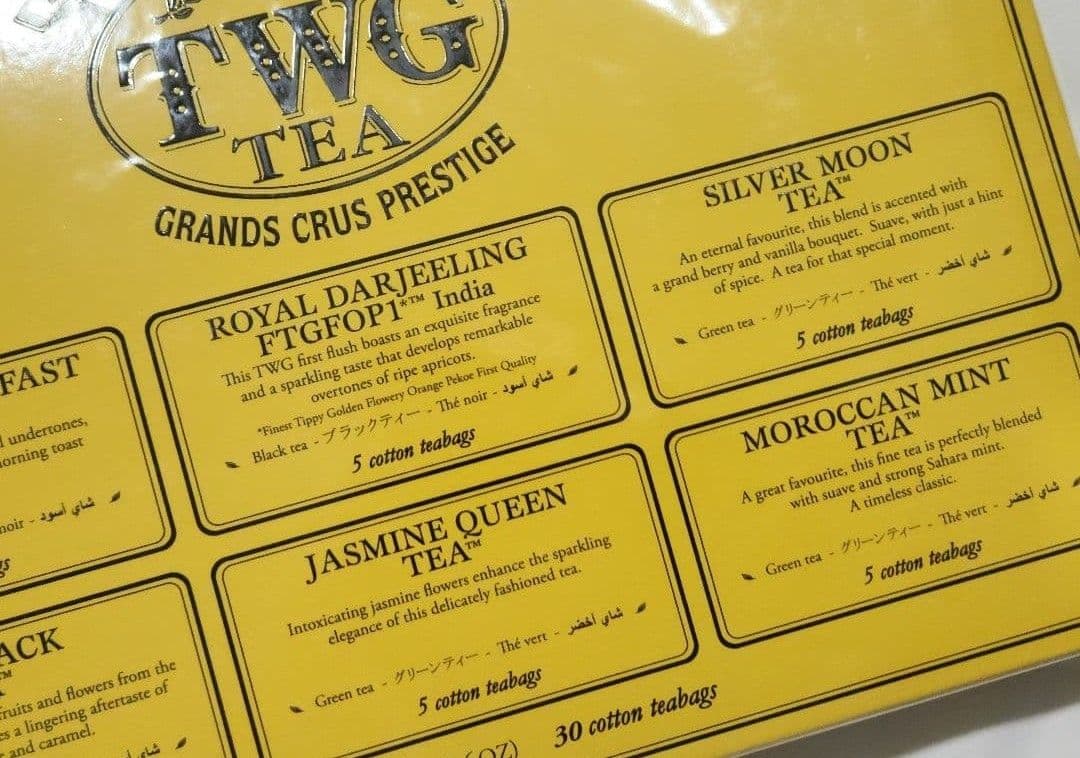 TWG
TEA
GRANDS CRUS PRESTIGE
SILVER MOON
TEA™
An eternal favourite, this blend is accented with
a grand berry and vanilla bouquet. Suave, with just a hint
of spice. A tea for that special moment.
Green tea - グリーンティー - Thé vert - شاي أخضر
5 cotton teabags
ROYAL DARJEELING
FTGFOP1*™ India
This TWG first flush boasts an exquisite fragrance
and a sparkling taste that develops remarkable
overtones of ripe apricots.
*Finest Tippy Golden Flowery Orange Pekoe First Quality
Black tea - ブラックティー - Thé noir - شاي أسود
5 cotton teabags
FAST
undertones,
orning toast
noir - شاي أسود
gs
MOROCCAN MINT
TEA™
A great favourite, this fine tea is perfectly blended
with suave and strong Sahara mint.
A timeless classic.
Green tea - グリーンティー - Thé vert - شاي أخضر
5 cotton teabags
JASMINE QUEEN
TEA™
Intoxicating jasmine flowers enhance the sparkling
elegance of this delicately fashioned tea.
Green tea - グリーンティー - Thé vert - شاي أخضر
5 cotton teabags
ACK
™
ruits and flowers from the
es a lingering aftertaste of
and caramel.
شاي
OZ)
30 cotton teabags